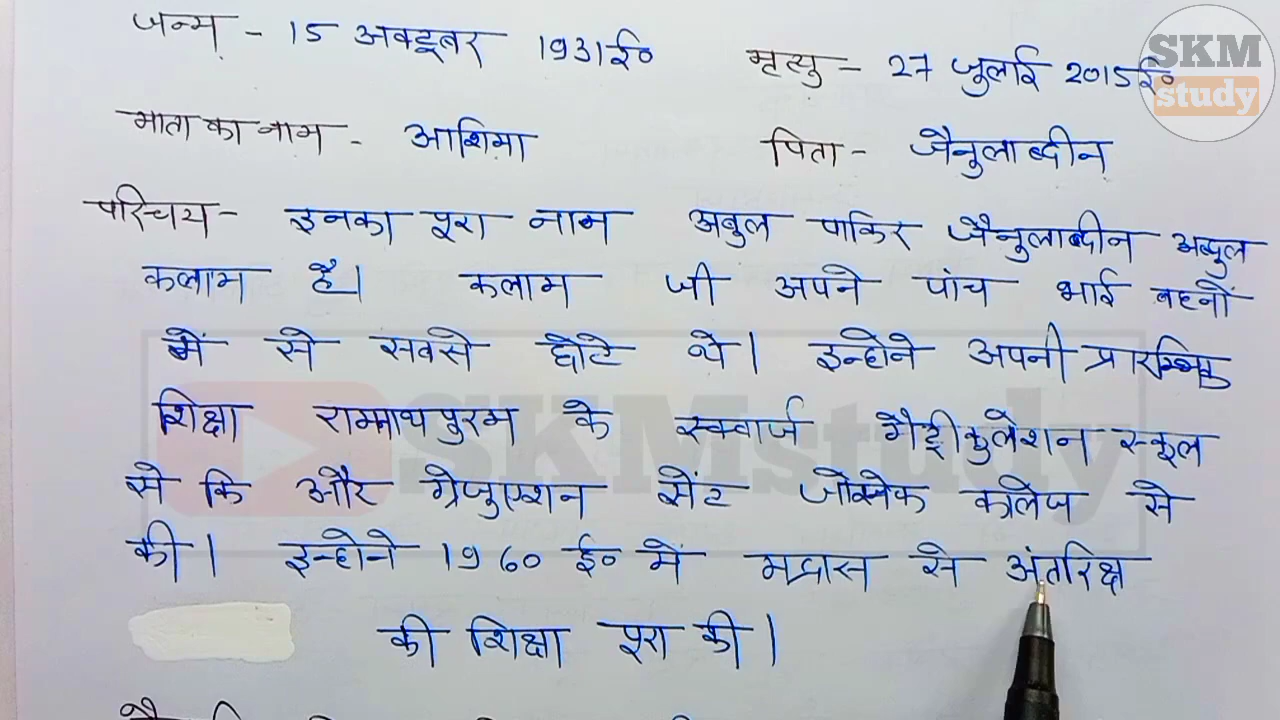 जन्म - 15 अक्टूबर 1931ई० मृत्यु - 27 जुलाई 2015ई०
SKM
study
माता का नाम - आशिमा पिता - जैनुलाब्दीन
परिचय - इनका पूरा नाम अबुल पाकिर जैनुलाब्दीन अब्दुल
कलाम है। कलाम जी अपने पांच भाई बहनों
में से सबसे छोटे थे। इन्होने अपनी प्रारम्भिक
शिक्षा रामनाथपुरम के स्क्वार्ज मैट्रीकुलेशन स्कूल
से कि और ग्रेजुएशन सेंट जोसेफ कॉलेज से
की। इन्होने 1960 ई० में मद्रास से अंतरिक्ष
की शिक्षा पूरा की।
SKMstudy